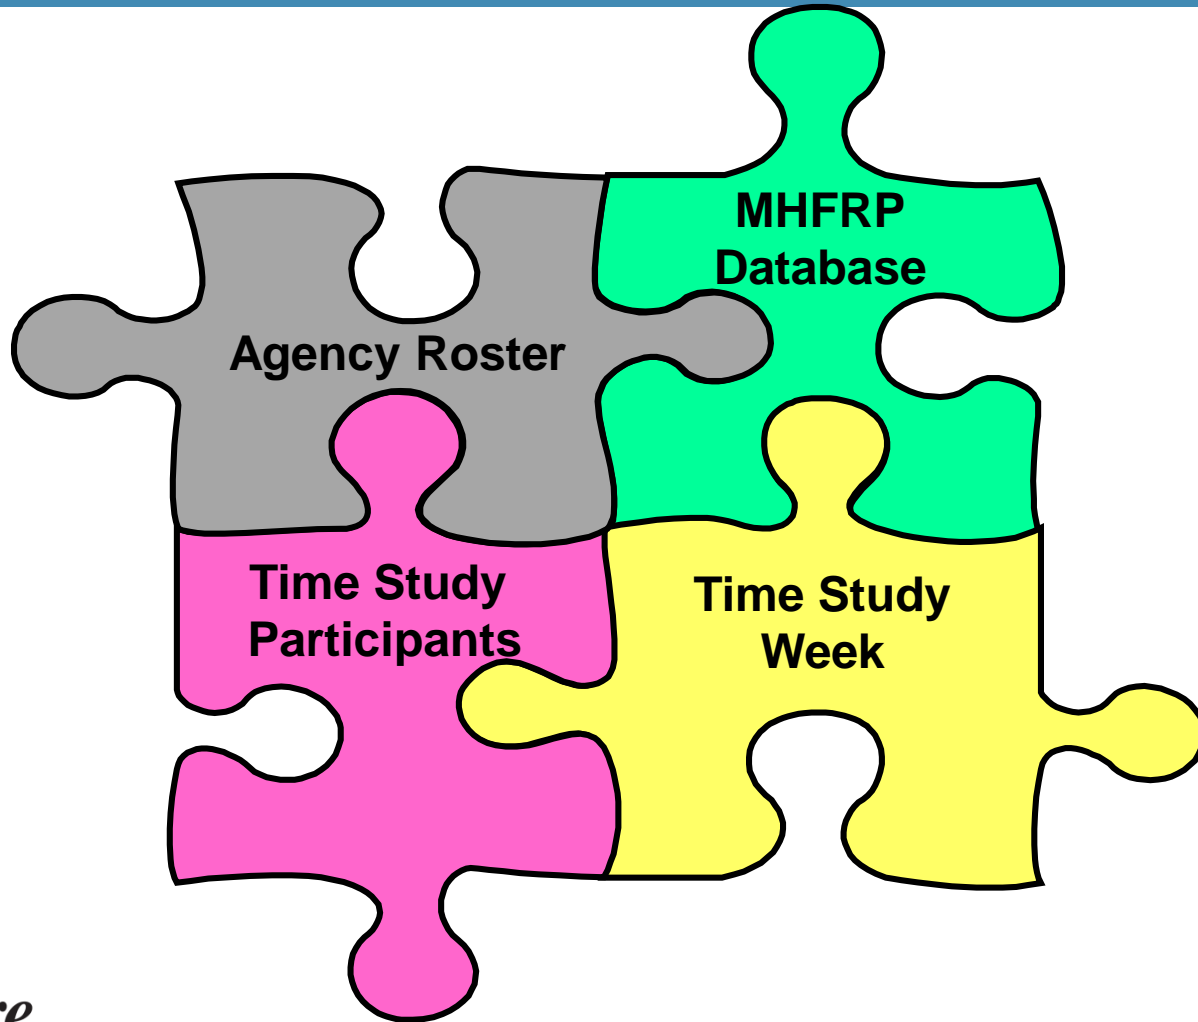 MHFRP
Database
Agency Roster
Time Study
Participants
Time Study
Week